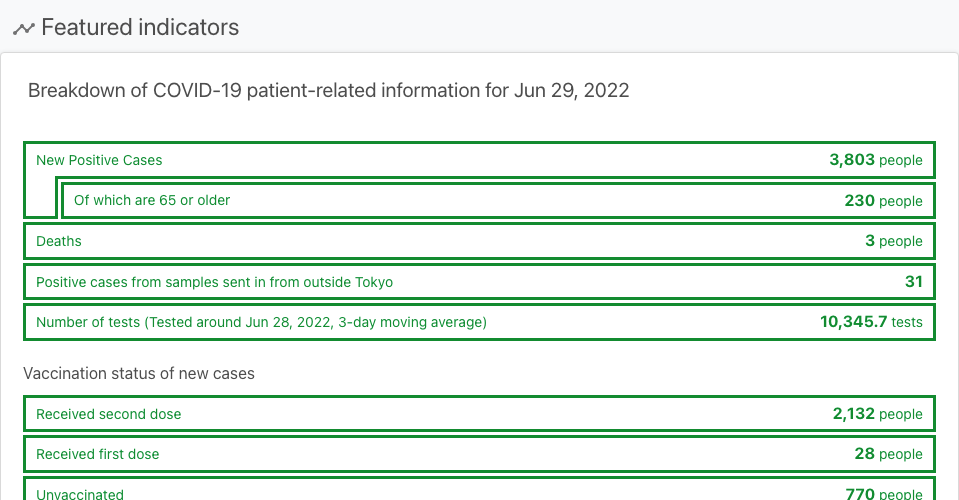 Featured indicators
Breakdown of COVID-19 patient-related information for Jun 29, 2022
New Positive Cases 3,803 people
Of which are 65 or older 230 people
Deaths 3 people
Positive cases from samples sent in from outside Tokyo 31
Number of tests (Tested around Jun 28, 2022, 3-day moving average) 10,345.7 tests
Vaccination status of new cases
Received second dose 2,132 people
Received first dose 28 people
Unvaccinated 770 people